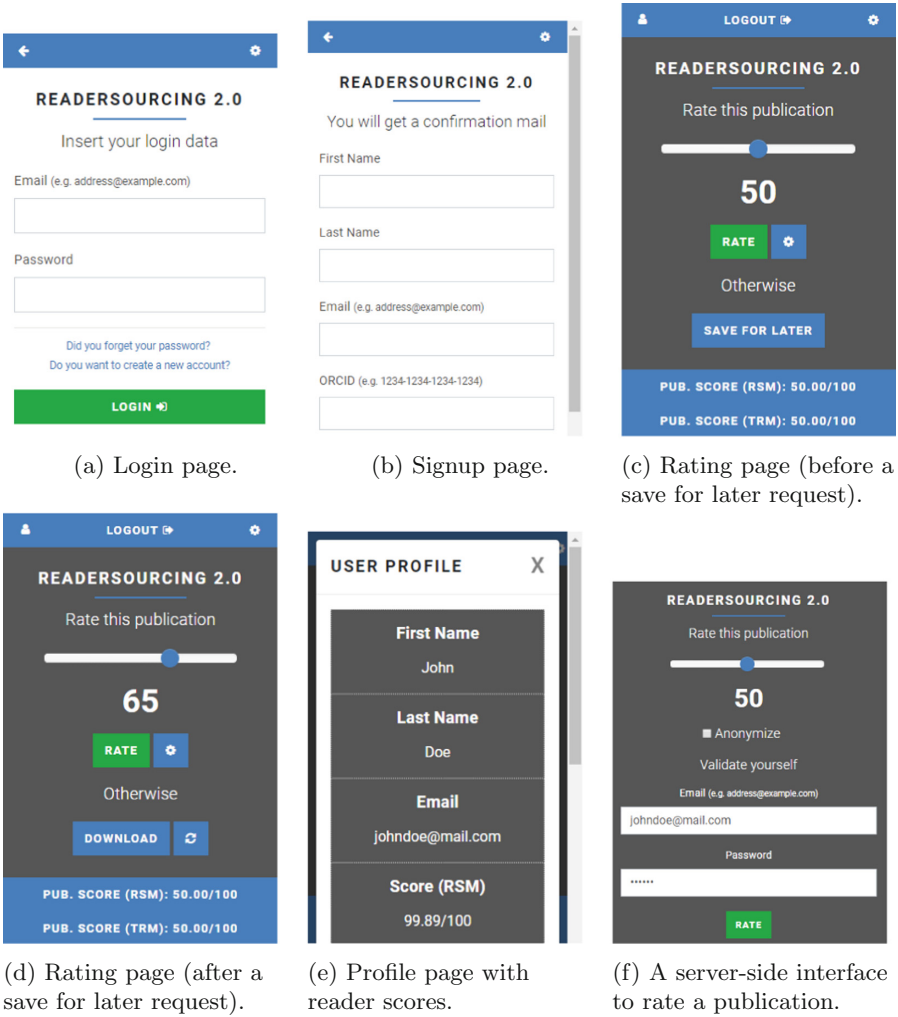 READERSOURCING 2.0
Insert your login data
Email (e.g. address@example.com)
Password
Did you forget your password?
Do you want to create a new account?
LOGIN
(a) Login page.
READERSOURCING 2.0
You will get a confirmation mail
First Name
Last Name
Email (e.g. address@example.com)
ORCID (e.g. 1234-1234-1234-1234)
(b) Signup page.
LOGOUT
READERSOURCING 2.0
Rate this publication
50
RATE
Otherwise
SAVE FOR LATER
PUB. SCORE (RSM): 50.00/100
PUB. SCORE (TRM): 50.00/100
(c) Rating page (before a
save for later request).
LOGOUT
READERSOURCING 2.0
Rate this publication
65
RATE
Otherwise
DOWNLOAD
PUB. SCORE (RSM): 50.00/100
PUB. SCORE (TRM): 50.00/100
(d) Rating page (after a
save for later request).
USER PROFILE X
First Name
John
Last Name
Doe
Email
johndoe@mail.com
Score (RSM)
99.89/100
(e) Profile page with
reader scores.
READERSOURCING 2.0
Rate this publication
50
Anonymize
Validate yourself
Email (e.g. address@example.com)
johndoe@mail.com
Password
••••••
RATE
(f) A server-side interface
to rate a publication.